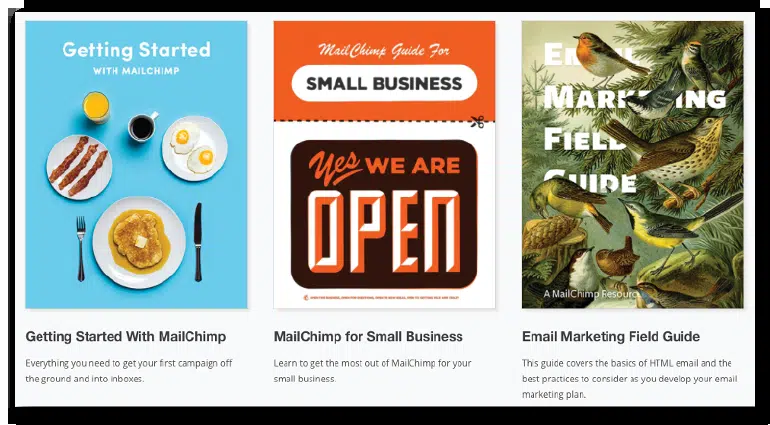 Getting Started
WITH MAILCHIMP
MailChimp Guide For
SMALL BUSINESS
Yes WE ARE
OPEN
MARK ING
FIELD
GUIDE
A MailChimp Resource
Getting Started With MailChimp
Everything you need to get your first campaign off
the ground and into inboxes.
MailChimp for Small Business
Learn to get the most out of MailChimp for your
small business.
Email Marketing Field Guide
This guide covers the basics of HTML email and the
best practices to consider as you develop your email
marketing plan.